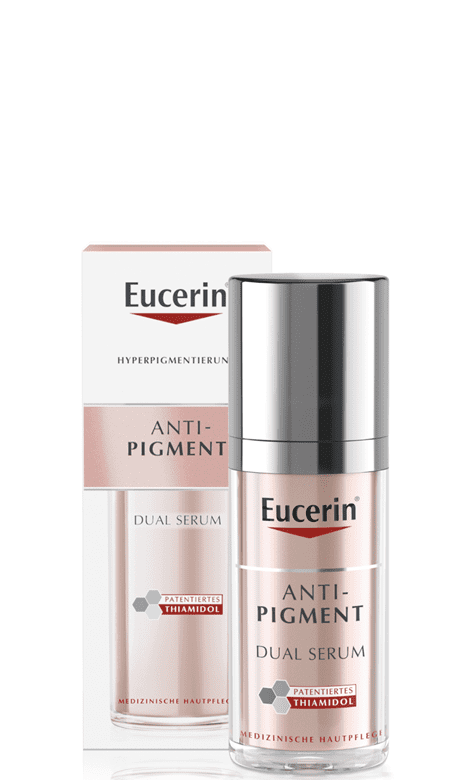 Eucerin®
HYPERPIGMENTIERUN
ANTI-
PIGMENT
DUAL SERUM
PATENTIERTES
THIAMIDOL
MEDIZINISCHE HAUTPFLEGE
Eucerin®
ANTI-
PIGMENT
DUAL SERUM
PATENTIERTES
THIAMIDOL
MEDIZINISCHE HAUTPFLEGE